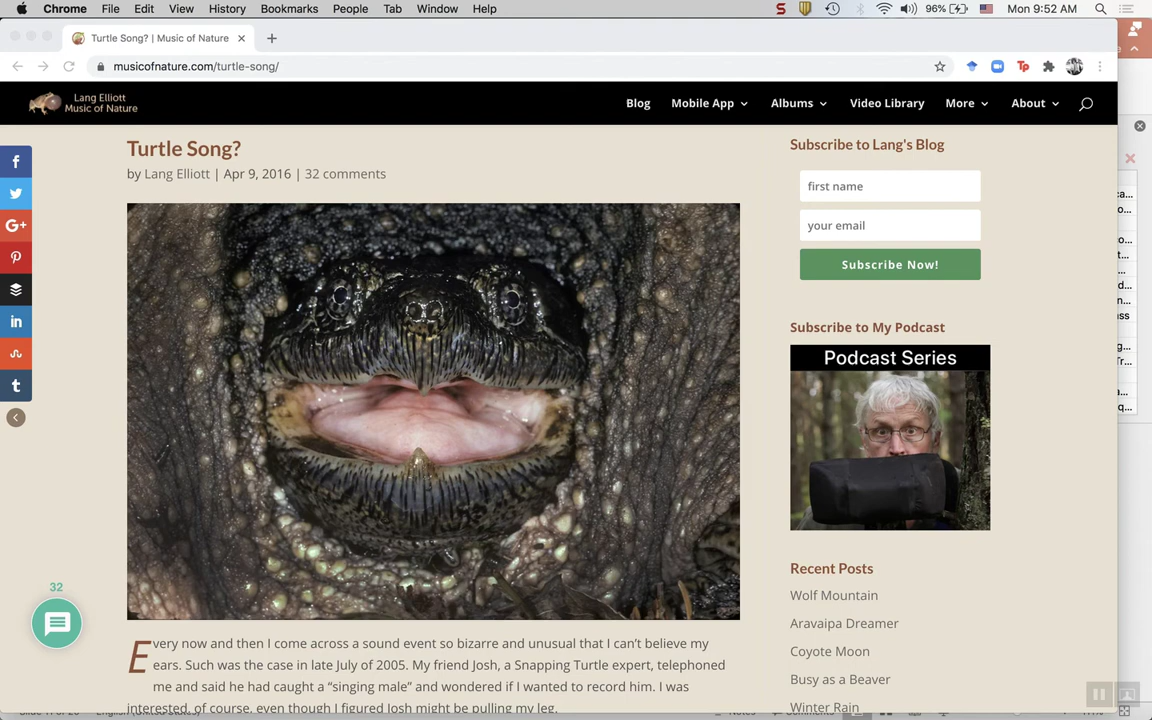 Chrome File Edit View History Bookmarks People Tab Window Help 96% Mon 9:52 AM
Turtle Song? | Music of Nature
musicofnature.com/turtle-song/
Lang Elliott
Music of Nature
Blog Mobile App Albums Video Library More About
Turtle Song?
by Lang Elliott | Apr 9, 2016 | 32 comments
Subscribe to Lang's Blog
first name
your email
Subscribe Now!
Subscribe to My Podcast
Podcast Series
Recent Posts
Wolf Mountain
Aravaipa Dreamer
Coyote Moon
Busy as a Beaver
Winter Rain
32
Every now and then I come across a sound event so bizarre and unusual that I can't believe my
ears. Such was the case in late July of 2005. My friend Josh, a Snapping Turtle expert, telephoned
me and said he had caught a “singing male” and wondered if I wanted to record him. I was
interested, of course, even though I figured Josh might be pulling my leg.